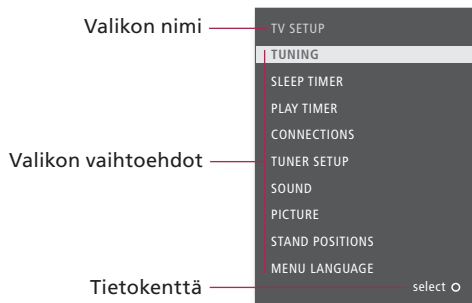 Valikon nimi
TV SETUP
TUNING
SLEEP TIMER
PLAY TIMER
CONNECTIONS
Valikon vaihtoehdot
TUNER SETUP
SOUND
PICTURE
STAND POSITIONS
MENU LANGUAGE
Tietokenttä
select